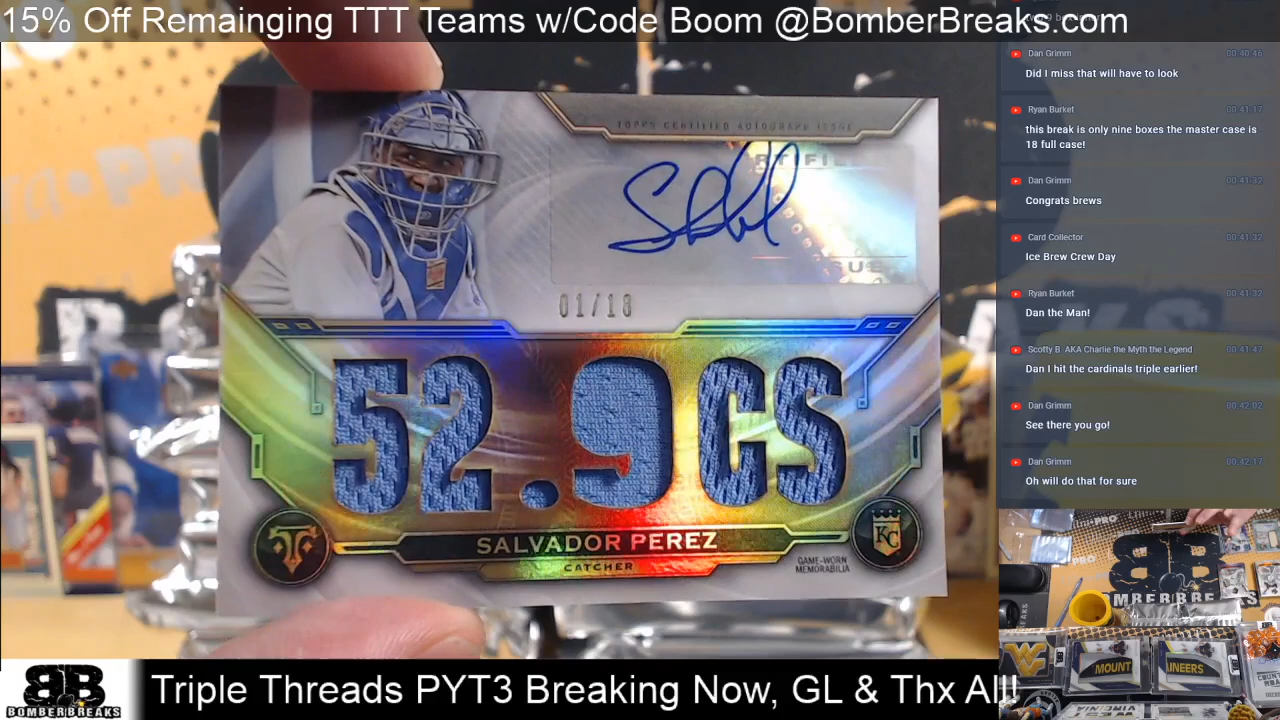 15% Off Remainging TTT Teams w/Code Boom @BomberBreaks.com
TOPPS CERTIFIED AUTOGRAPH ISSUE
01/18
52.9CS
SALVADOR PEREZ
CATCHER
GAME-WORN
MEMORABILIA
KC
Dan Grimm 00:40:46
Did I miss that will have to look
Ryan Burket 00:41:17
this break is only nine boxes the master case is
18 full case!
Dan Grimm 00:41:32
Congrats brews
Card Collector 00:41:32
Ice Brew Crew Day
Ryan Burket 00:41:32
Dan the Man!
Scotty B. AKA Charlie the Myth the Legend 00:41:47
Dan I hit the cardinals triple earlier!
Dan Grimm 00:42:02
See there you go!
Dan Grimm 00:42:17
Oh will do that for sure
MOUNT
AINEERS
BB
BOMBERBREAKS
Triple Threads PYT3 Breaking Now, GL & Thx All!